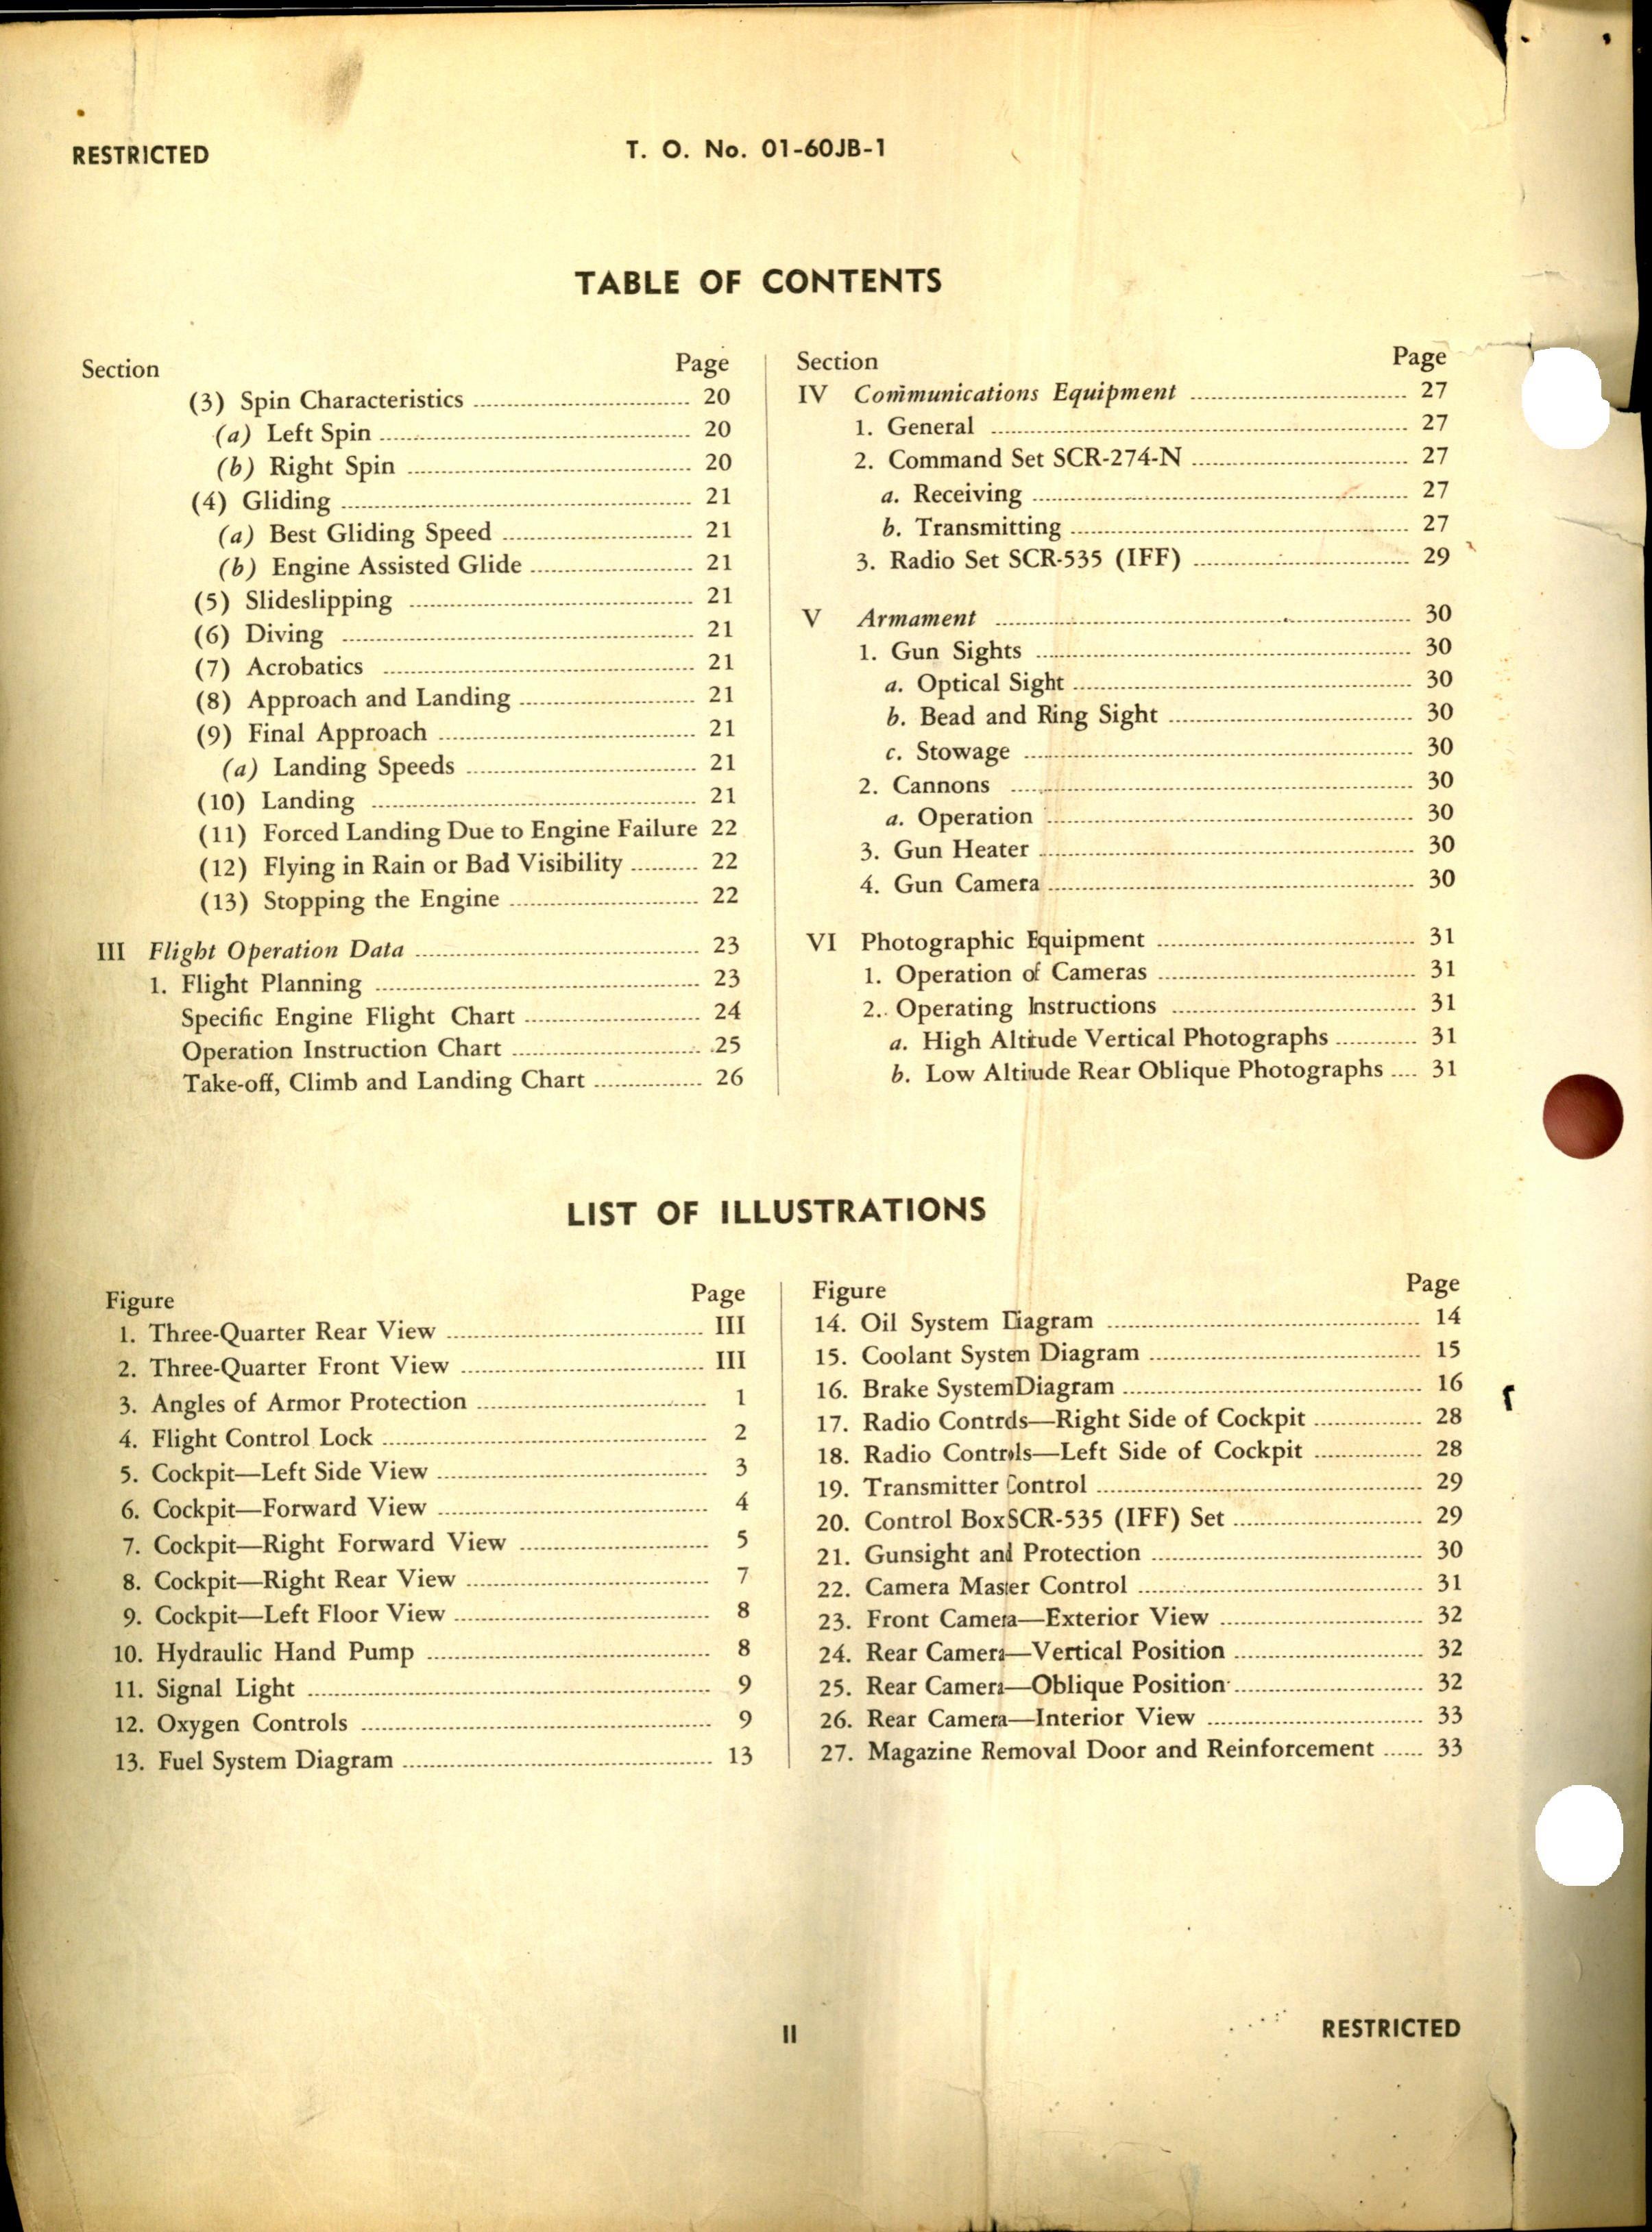 RESTRICTED
T. O. No. 01-60JB-1
TABLE OF CONTENTS
Section Page
(3) Spin Characteristics 20
(a) Left Spin 20
(b) Right Spin 20
(4) Gliding 21
(a) Best Gliding Speed 21
(b) Engine Assisted Glide 21
(5) Slideslipping 21
(6) Diving 21
(7) Acrobatics 21
(8) Approach and Landing 21
(9) Final Approach 21
(a) Landing Speeds 21
(10) Landing 21
(11) Forced Landing Due to Engine Failure 22
(12) Flying in Rain or Bad Visibility 22
(13) Stopping the Engine 22
III Flight Operation Data 23
1. Flight Planning 23
Specific Engine Flight Chart 24
Operation Instruction Chart 25
Take-off, Climb and Landing Chart 26
Section Page
IV Communications Equipment 27
1. General 27
2. Command Set SCR-274-N 27
a. Receiving 27
b. Transmitting 27
3. Radio Set SCR-535 (IFF) 29
V Armament 30
1. Gun Sights 30
a. Optical Sight 30
b. Bead and Ring Sight 30
c. Stowage 30
2. Cannons 30
a. Operation 30
3. Gun Heater 30
4. Gun Camera 30
VI Photographic Equipment 31
1. Operation of Cameras 31
2. Operating Instructions 31
a. High Altitude Vertical Photographs 31
b. Low Altitude Rear Oblique Photographs 31
LIST OF ILLUSTRATIONS
Figure Page
1. Three-Quarter Rear View III
2. Three-Quarter Front View III
3. Angles of Armor Protection 1
4. Flight Control Lock 2
5. Cockpit—Left Side View 3
6. Cockpit—Forward View 4
7. Cockpit—Right Forward View 5
8. Cockpit—Right Rear View 7
9. Cockpit—Left Floor View 8
10. Hydraulic Hand Pump 8
11. Signal Light 9
12. Oxygen Controls 9
13. Fuel System Diagram 13
Figure Page
14. Oil System Diagram 14
15. Coolant System Diagram 15
16. Brake System Diagram 16
17. Radio Controls—Right Side of Cockpit 28
18. Radio Controls—Left Side of Cockpit 28
19. Transmitter Control 29
20. Control Box SCR-535 (IFF) Set 29
21. Gunsight and Protection 30
22. Camera Master Control 31
23. Front Camera—Exterior View 32
24. Rear Camera—Vertical Position 32
25. Rear Camera—Oblique Position 32
26. Rear Camera—Interior View 33
27. Magazine Removal Door and Reinforcement 33
II
RESTRICTED